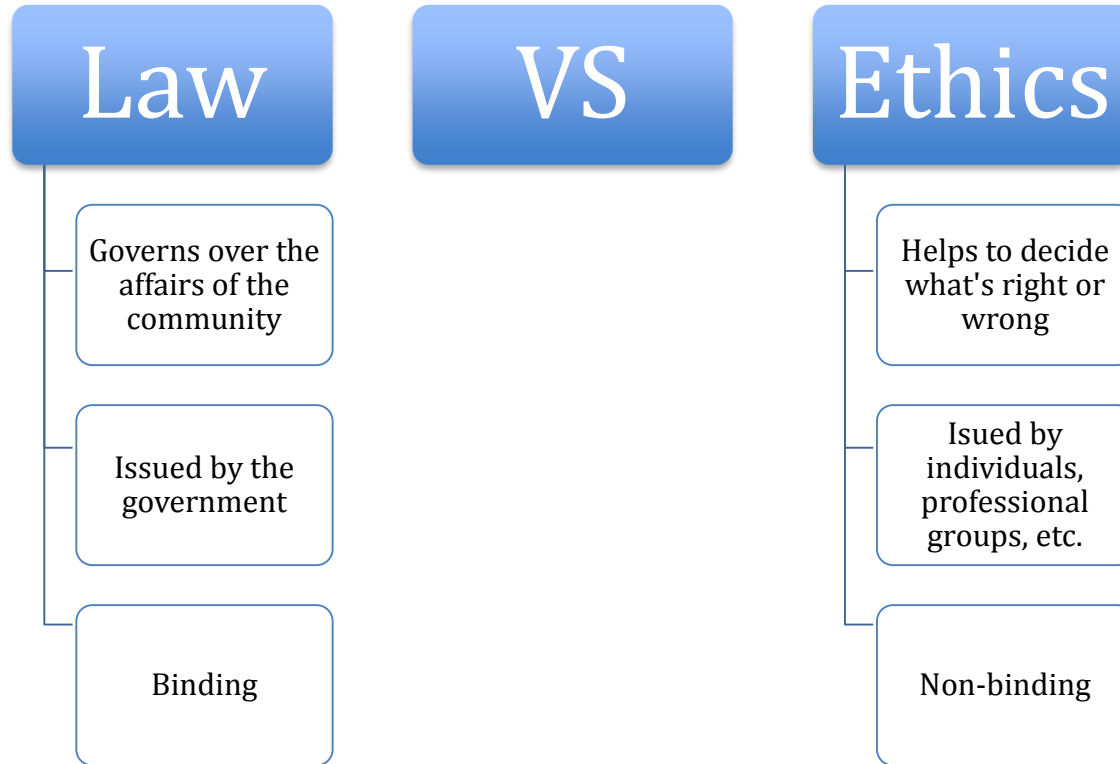 Law
VS
Ethics
Governs over the
affairs of the
community
Issued by the
government
Binding
Helps to decide
what's right or
wrong
Isued by
individuals,
professional
groups, etc.
Non-binding